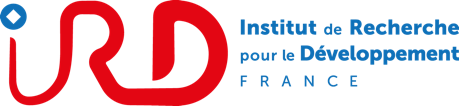 iRD
Institut de Recherche
pour le Développement
FRANCE